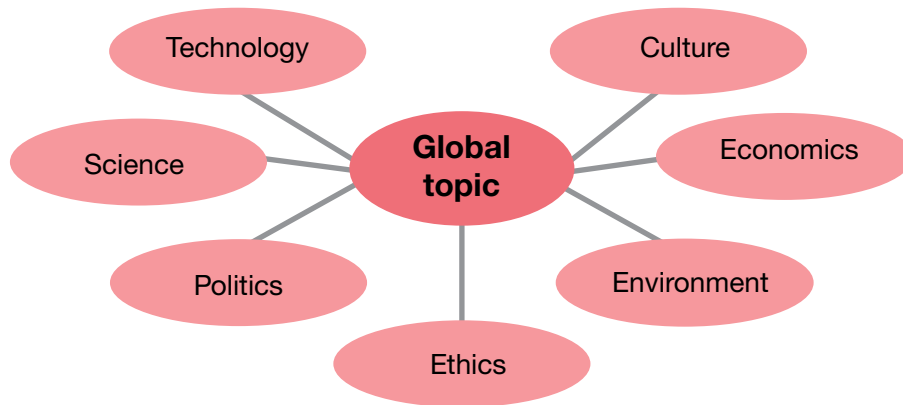 Technology
Culture
Global
topic
Science
Economics
Politics
Environment
Ethics